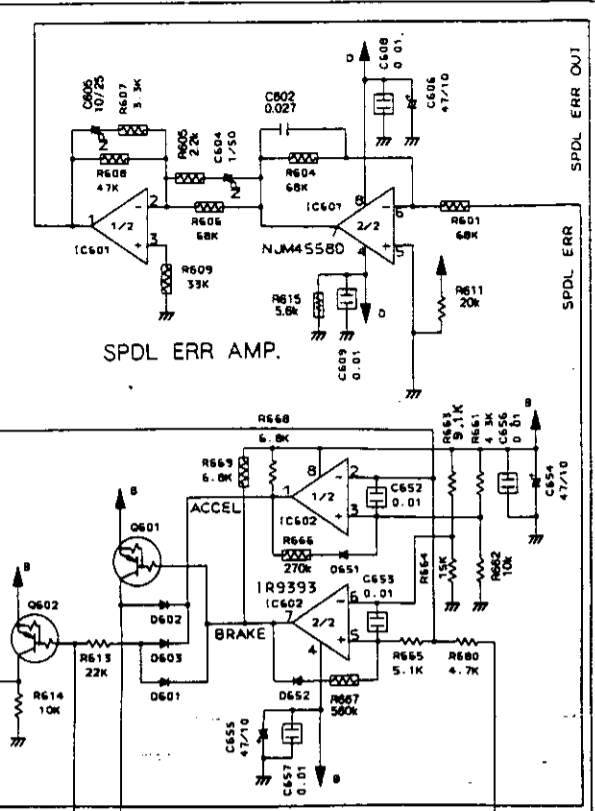 C605
10/25
R607
3.3K
R608
47K
R605
2.2k
C604
1/50
C602
0.027
R604
68K
C608
0.01
C606
47/10
D
SPDL ERR OUT
1
1/2
2
3
IC601
R606
68K
R609
33K
IC601
2/2
7
8
6
5
4
NJM4558D
R601
68K
SPDL ERR
R611
20k
R615
5.6k
C609
0.01
D
SPDL ERR AMP.
R668
6.8K
R669
6.8K
R663
9.1K
R661
4.3K
C656
0.01
B
C654
47/10
B
Q601
ACCEL
1
8
1/2
2
3
IC602
C652
0.01
R666
270k
D651
R664
15K
R662
10k
B
Q602
D602
D603
D601
R613
22K
R614
10K
IR9393
IC602
C653
0.01
BRAKE
7
2/2
6
5
4
R665
5.1K
R680
4.7K
D652
R667
560k
C655
47/10
C657
0.01
B